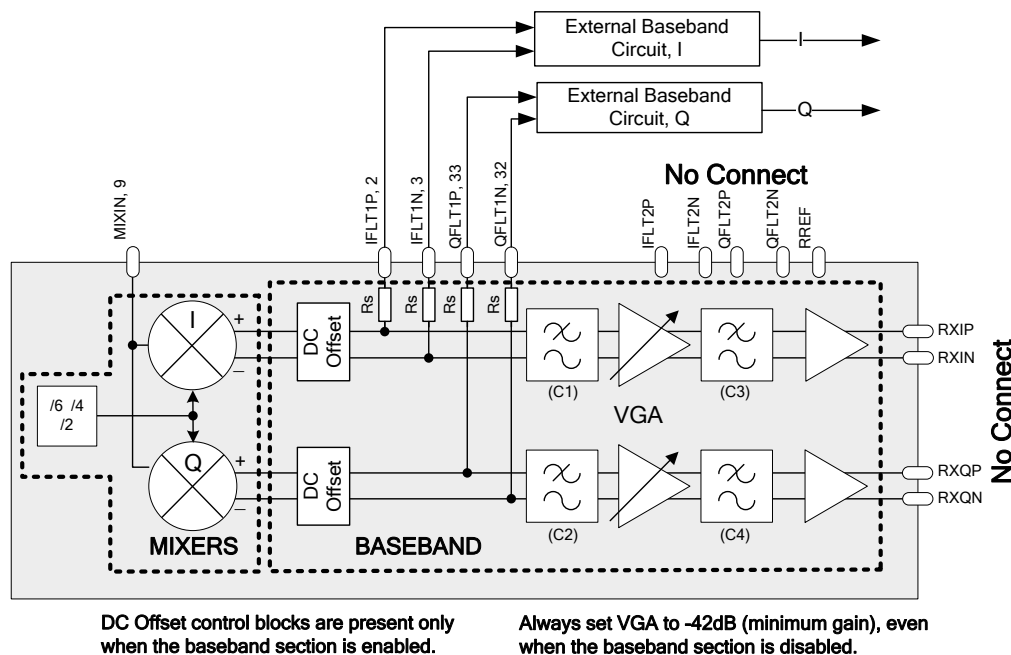 External Baseband
Circuit, I
I
External Baseband
Circuit, Q
Q
No Connect
MIXIN, 9
IFLT1P, 2
IFLT1N, 3
QFLT1P, 33
QFLT1N, 32
IFLT2P
IFLT2N
QFLT2P
QFLT2N
RREF
Rs
Rs
Rs
Rs
I
+
–
DC
Offset
(C1)
VGA
(C3)
RXIP
RXIN
/6 /4
/2
Q
+
–
DC
Offset
(C2)
(C4)
RXQP
RXQN
No Connect
MIXERS
BASEBAND
DC Offset control blocks are present only
when the baseband section is enabled.
Always set VGA to -42dB (minimum gain), even
when the baseband section is disabled.